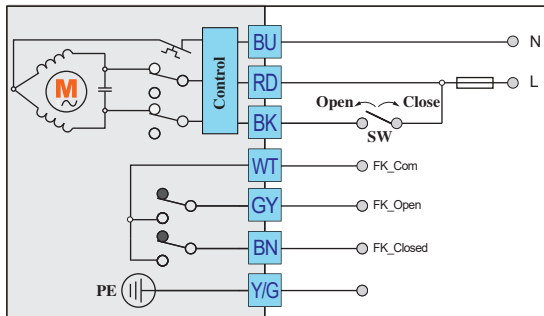 BU
N
M
Control
RD
L
Open
Close
BK
SW
WT
FK_Com
GY
FK_Open
BN
FK_Closed
PE
Y/G